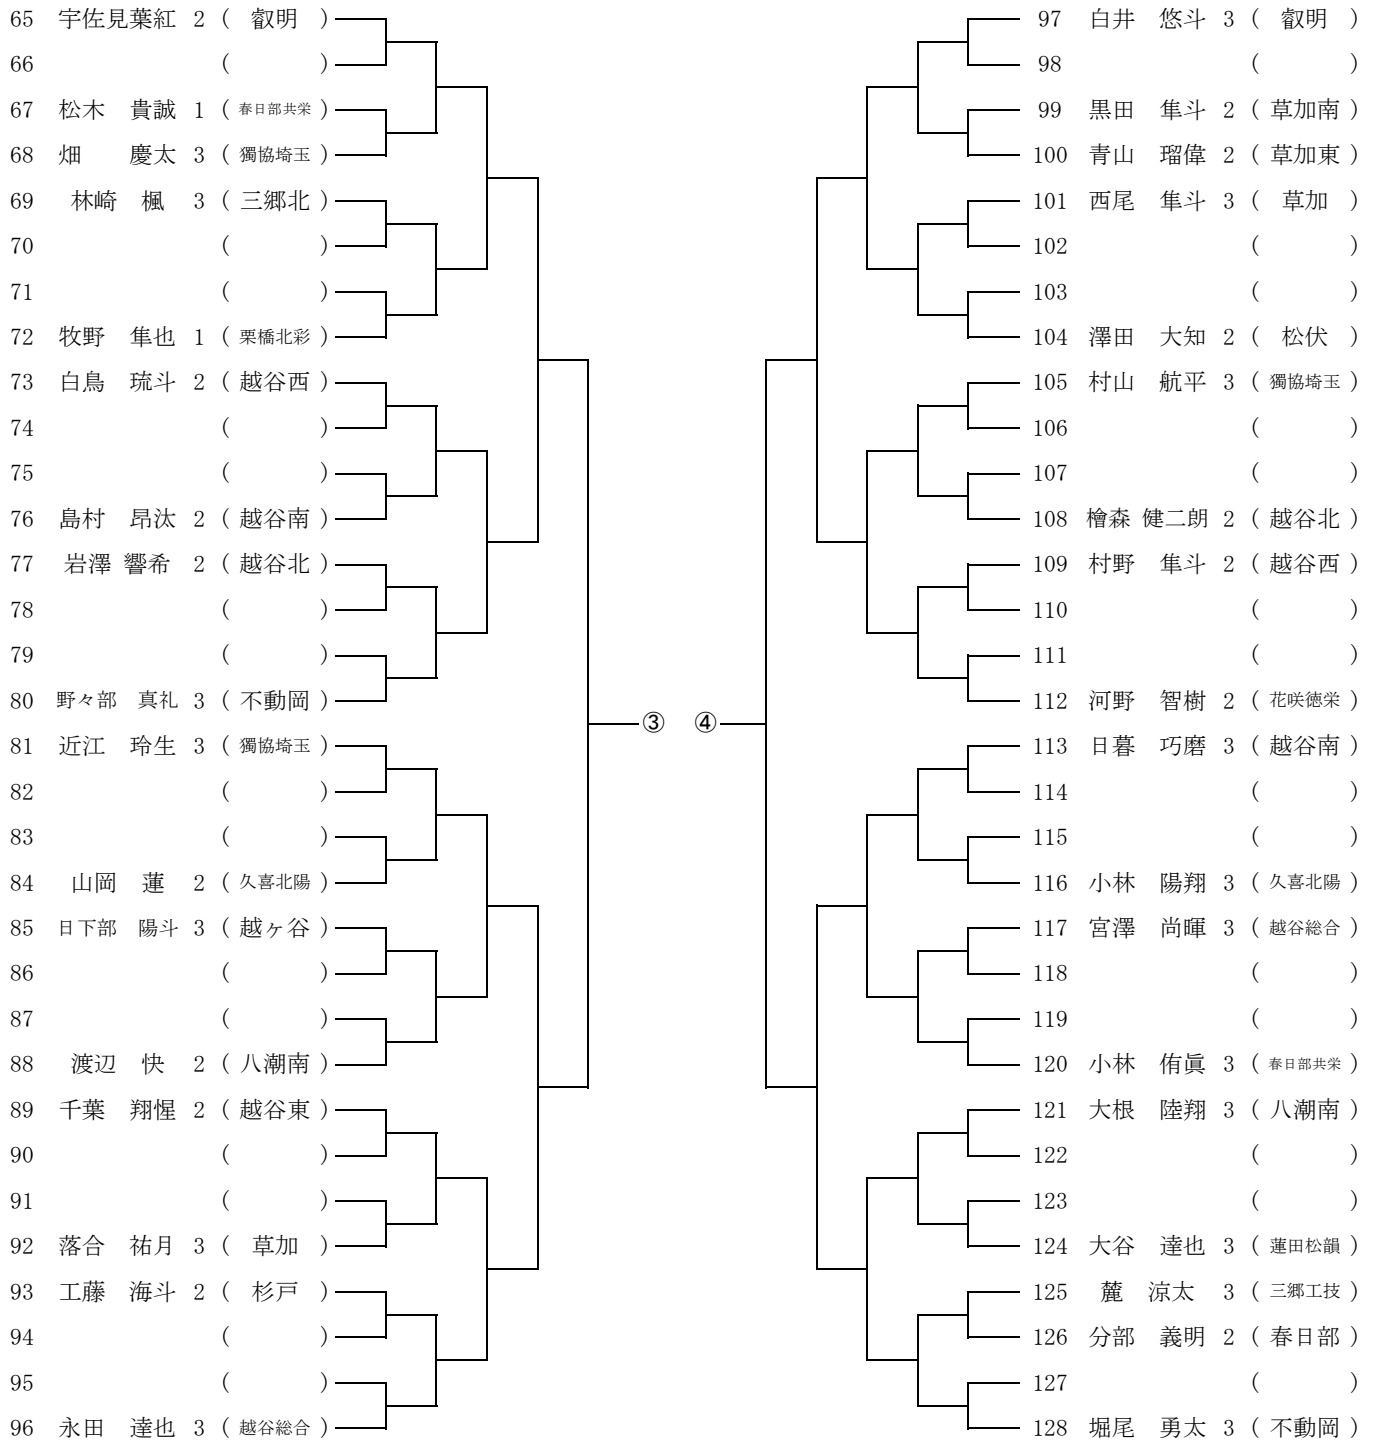 65 宇佐見葉紅 2 ( 叡明 )
66 ( )
67 松木 貴誠 1 ( 春日部共栄 )
68 畑 慶太 3 ( 獨協埼玉 )
69 林崎 楓 3 ( 三郷北 )
70 ( )
71 ( )
72 牧野 隼也 1 ( 栗橋北彩 )
73 白鳥 琉斗 2 ( 越谷西 )
74 ( )
75 ( )
76 島村 昂汰 2 ( 越谷南 )
77 岩澤 響希 2 ( 越谷北 )
78 ( )
79 ( )
80 野々部 真礼 3 ( 不動岡 )
81 近江 玲生 3 ( 獨協埼玉 )
82 ( )
83 ( )
84 山岡 蓮 2 ( 久喜北陽 )
85 日下部 陽斗 3 ( 越ヶ谷 )
86 ( )
87 ( )
88 渡辺 快 2 ( 八潮南 )
89 千葉 翔惺 2 ( 越谷東 )
90 ( )
91 ( )
92 落合 祐月 3 ( 草加 )
93 工藤 海斗 2 ( 杉戸 )
94 ( )
95 ( )
96 永田 達也 3 ( 越谷総合 )
③ ④
97 白井 悠斗 3 ( 叡明 )
98 ( )
99 黒田 隼斗 2 ( 草加南 )
100 青山 瑠偉 2 ( 草加東 )
101 西尾 隼斗 3 ( 草加 )
102 ( )
103 ( )
104 澤田 大知 2 ( 松伏 )
105 村山 航平 3 ( 獨協埼玉 )
106 ( )
107 ( )
108 檜森 健二朗 2 ( 越谷北 )
109 村野 隼斗 2 ( 越谷西 )
110 ( )
111 ( )
112 河野 智樹 2 ( 花咲徳栄 )
113 日暮 巧磨 3 ( 越谷南 )
114 ( )
115 ( )
116 小林 陽翔 3 ( 久喜北陽 )
117 宮澤 尚暉 3 ( 越谷総合 )
118 ( )
119 ( )
120 小林 侑眞 3 ( 春日部共栄 )
121 大根 陸翔 3 ( 八潮南 )
122 ( )
123 ( )
124 大谷 達也 3 ( 蓮田松韻 )
125 麓 涼太 3 ( 三郷工技 )
126 分部 義明 2 ( 春日部 )
127 ( )
128 堀尾 勇太 3 ( 不動岡 )